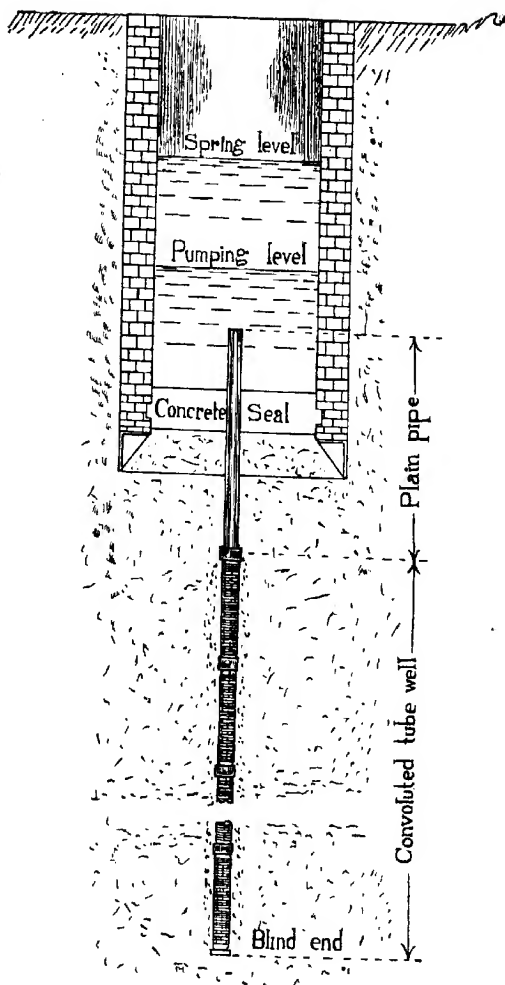 Spring level
Pumping level
Concrete Seal
Plain pipe
Convoluted tube well
Blind end